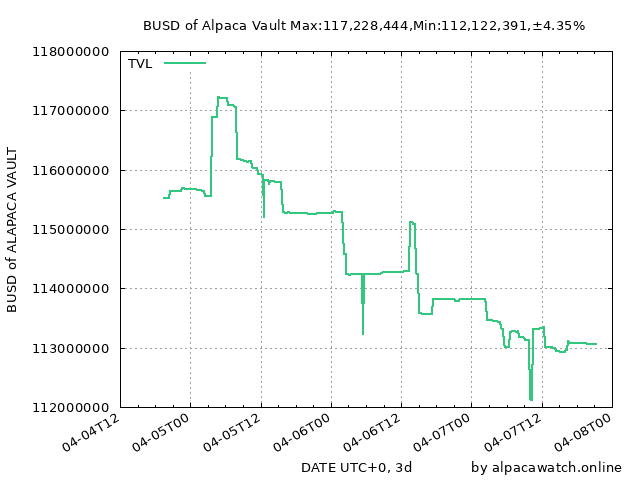 BUSD of Alpaca Vault Max:117,228,444,Min:112,122,391,±4.35%
118000000
TVL
117000000
116000000
115000000
114000000
113000000
112000000
BUSD of ALAPACA VAULT
04-04T12
04-05T00
04-05T12
04-06T00
04-06T12
04-07T00
04-07T12
04-08T00
DATE UTC+0, 3d
by alpacawatch.online